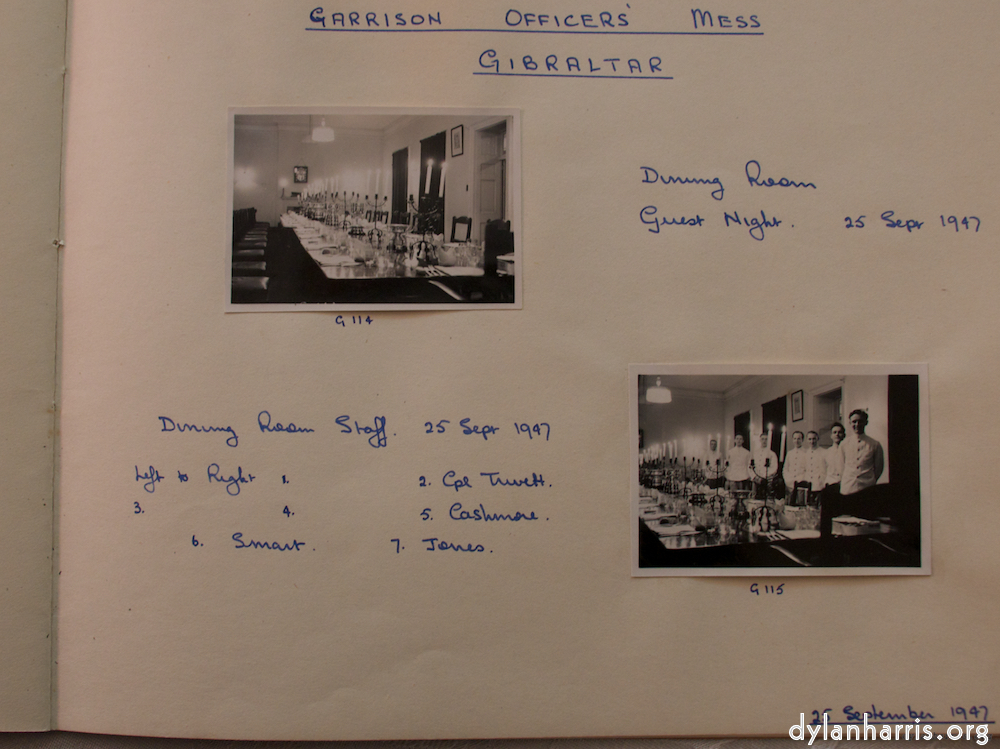 GARRISON OFFICERS' MESS
GIBRALTAR
Dining Room
Guest Night. 25 Sept 1947
G 114
Dining Room Staff. 25 Sept 1947
Left to Right 1. 2. Cpl Truvett.
3. 4. 5. Cashmore.
6. Smart. 7. Jones.
G 115
25 September 1947
dylanharris.org